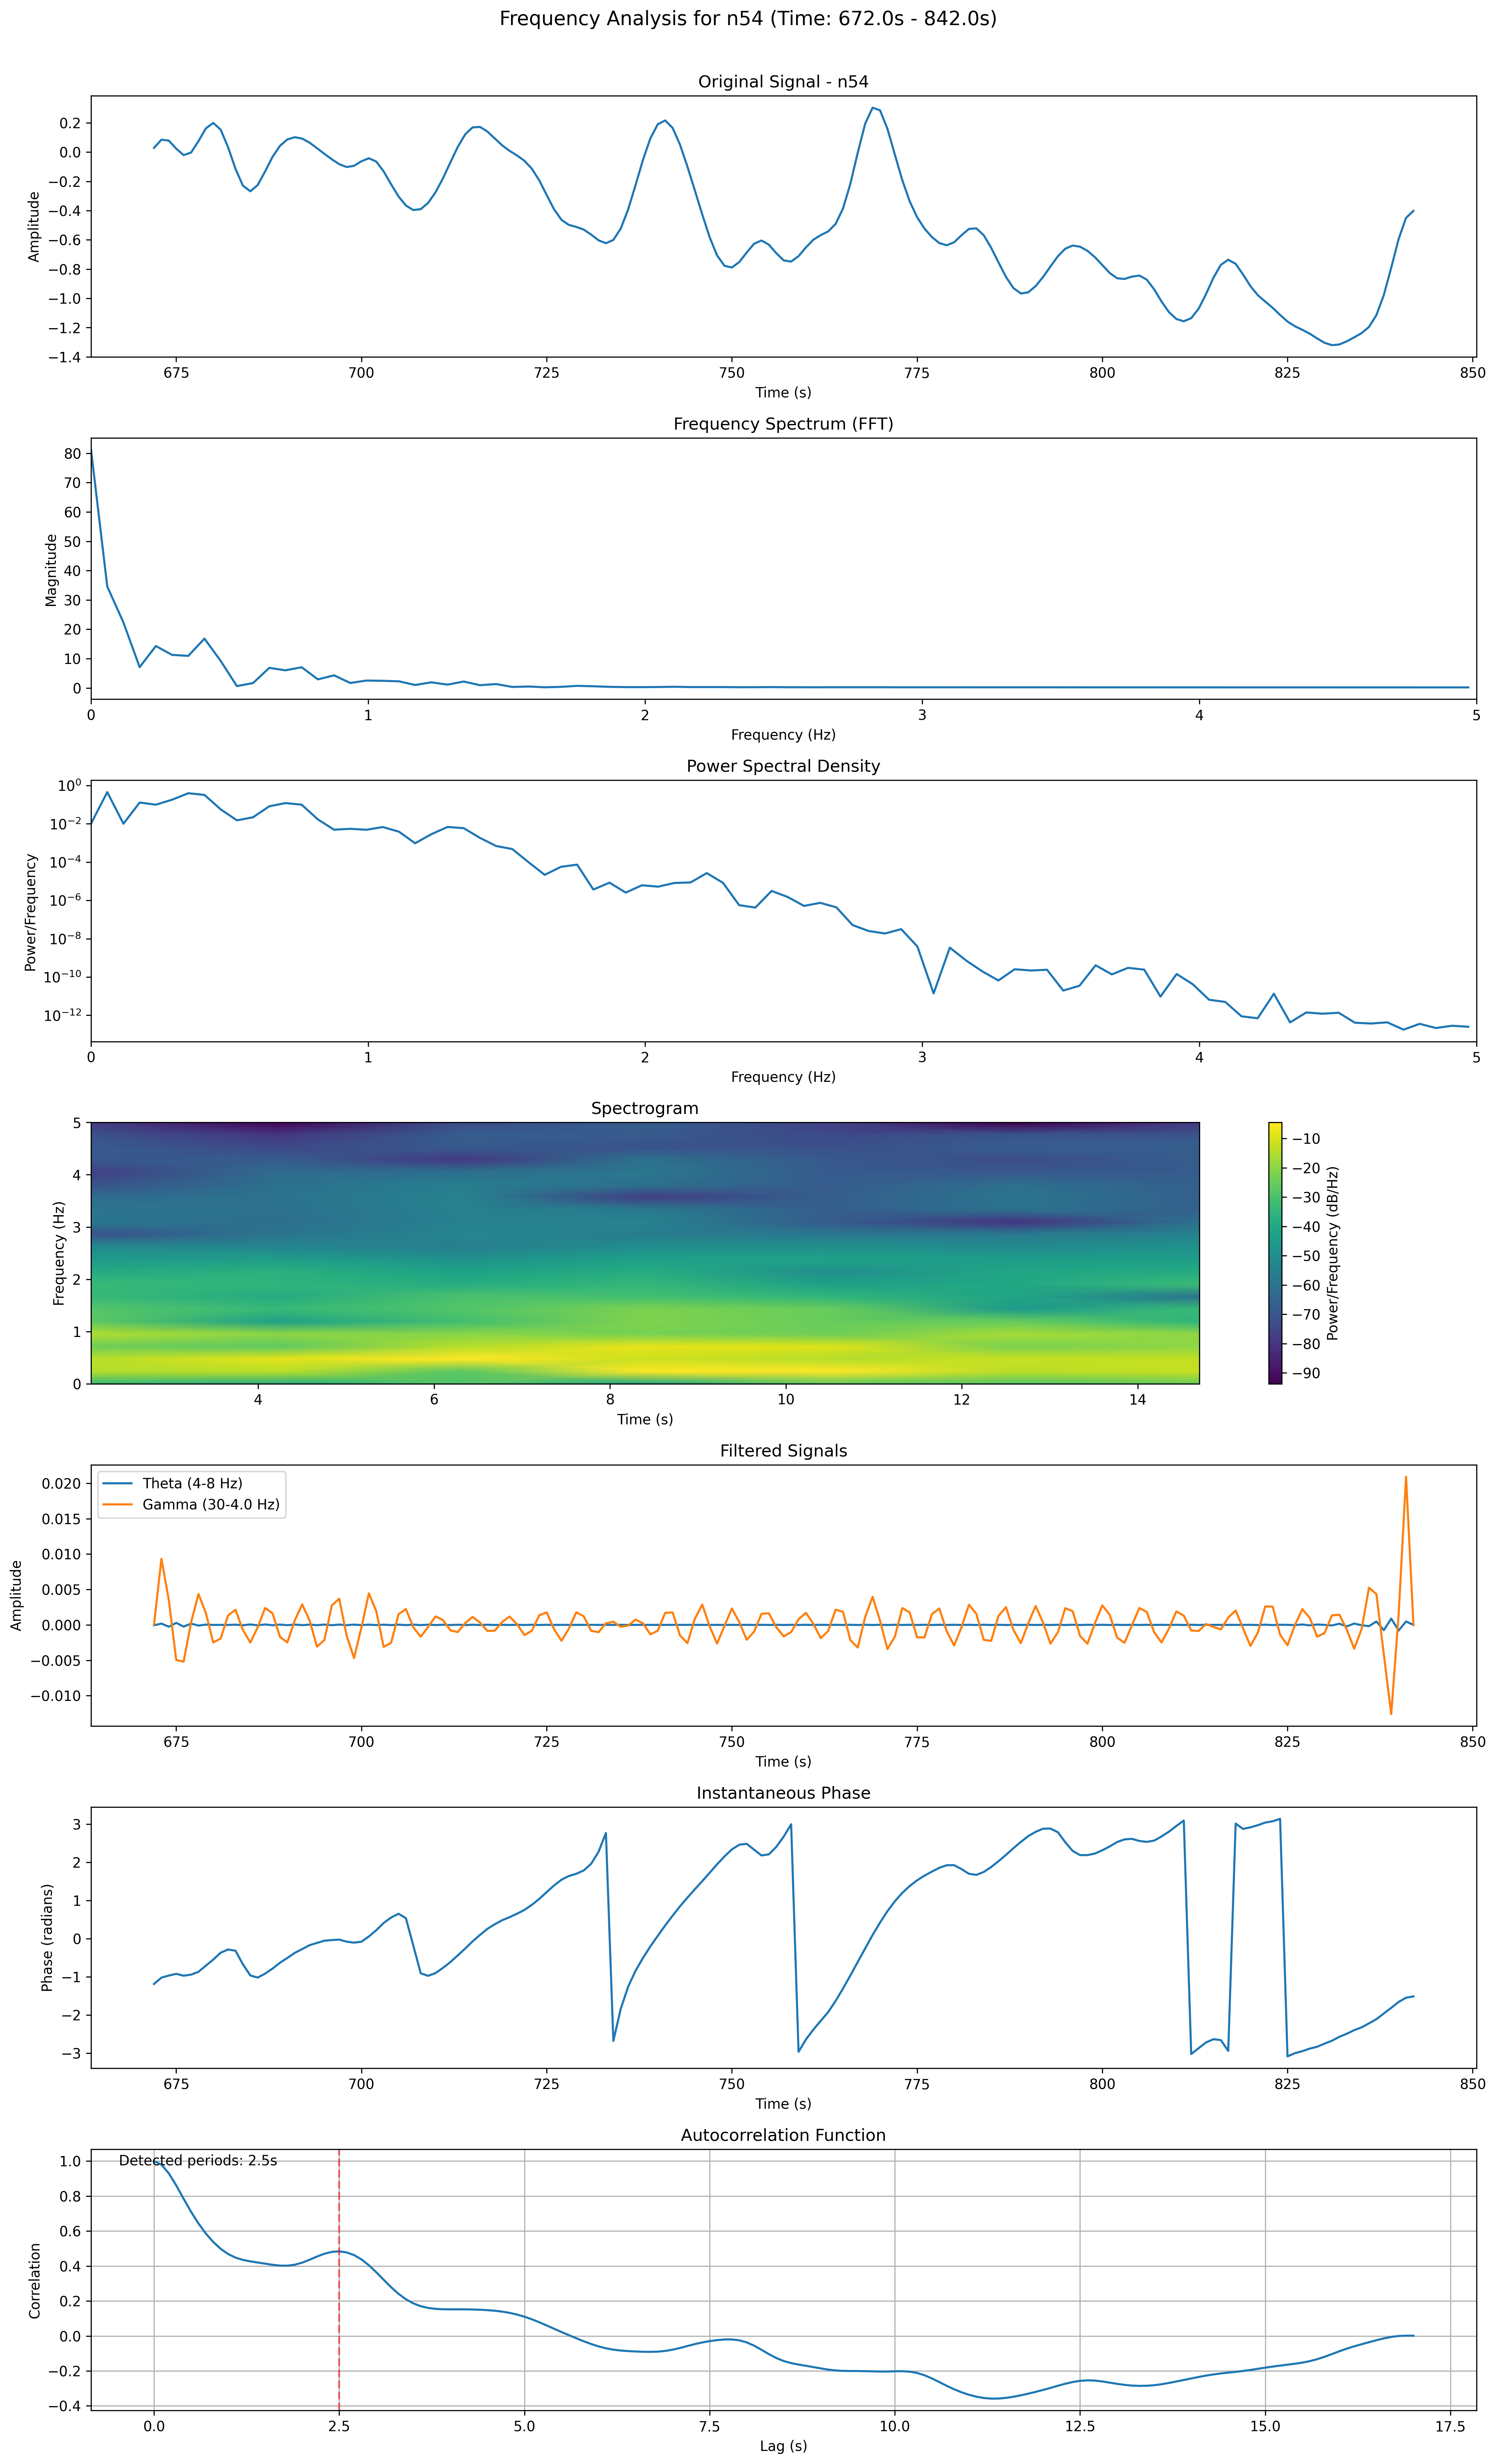 Frequency Analysis for n54 (Time: 672.0s - 842.0s)
Original Signal - n54
Amplitude
0.2
0.0
−0.2
−0.4
−0.6
−0.8
−1.0
−1.2
−1.4
675 700 725 750 775 800 825 850
Time (s)
Frequency Spectrum (FFT)
Magnitude
80
70
60
50
40
30
20
10
0
0 1 2 3 4 5
Frequency (Hz)
Power Spectral Density
Power/Frequency
10⁰
10⁻²
10⁻⁴
10⁻⁶
10⁻⁸
10⁻¹⁰
10⁻¹²
0 1 2 3 4 5
Frequency (Hz)
Spectrogram
Frequency (Hz)
5
4
3
2
1
0
4 6 8 10 12 14
Time (s)
−10
−20
−30
−40
−50
−60
−70
−80
−90
Power/Frequency (dB/Hz)
Filtered Signals
Theta (4-8 Hz)
Gamma (30-4.0 Hz)
Amplitude
0.020
0.015
0.010
0.005
0.000
−0.005
−0.010
675 700 725 750 775 800 825 850
Time (s)
Instantaneous Phase
Phase (radians)
3
2
1
0
−1
−2
−3
675 700 725 750 775 800 825 850
Time (s)
Autocorrelation Function
Detected periods: 2.5s
Correlation
1.0
0.8
0.6
0.4
0.2
0.0
−0.2
−0.4
0.0 2.5 5.0 7.5 10.0 12.5 15.0 17.5
Lag (s)